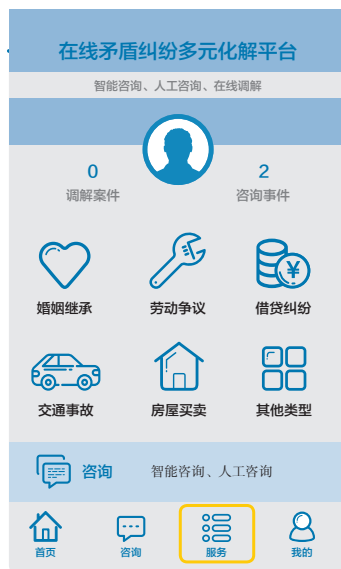 在线矛盾纠纷多元化解平台
智能咨询、人工咨询、在线调解
0 2
调解案件 咨询事件
婚姻继承 劳动争议 借贷纠纷
交通事故 房屋买卖 其他类型
咨询 智能咨询、人工咨询
首页 咨询 服务 我的